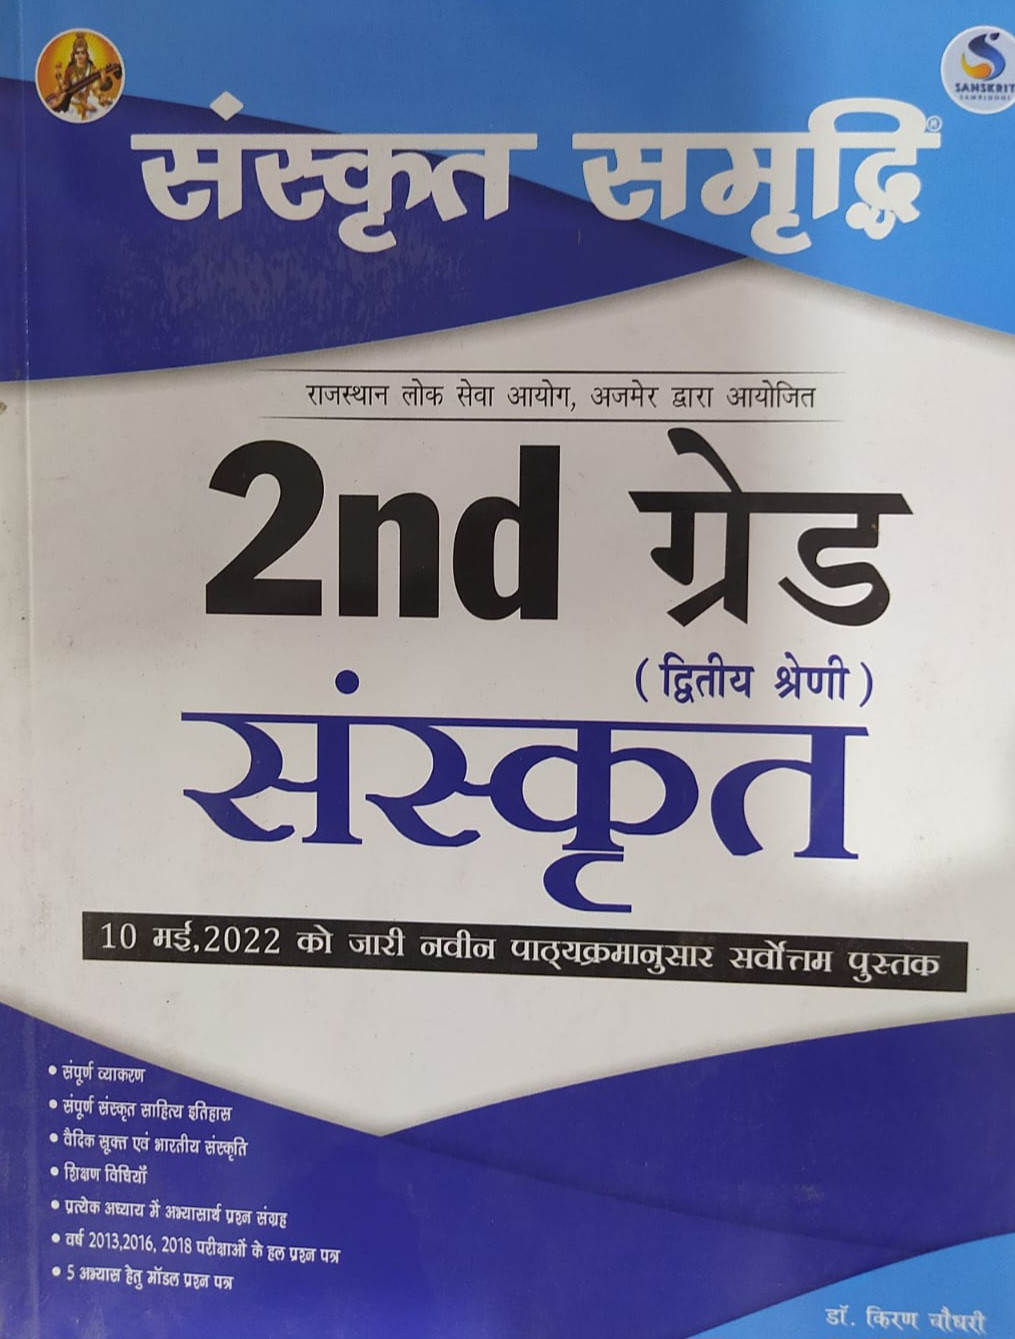 SANSKRIT
SAMRIDDHI
संस्कृत समृद्धि®
राजस्थान लोक सेवा आयोग, अजमेर द्वारा आयोजित
2nd ग्रेड
(द्वितीय श्रेणी)
संस्कृत
10 मई,2022 को जारी नवीन पाठ्यक्रमानुसार सर्वोत्तम पुस्तक
• संपूर्ण व्याकरण
• संपूर्ण संस्कृत साहित्य इतिहास
• वैदिक सूक्त एवं भारतीय संस्कृति
• शिक्षण विधियाँ
• प्रत्येक अध्याय में अभ्यासार्थ प्रश्न संग्रह
• वर्ष 2013,2016, 2018 परीक्षाओं के हल प्रश्न पत्र
• 5 अभ्यास हेतु मॉडल प्रश्न पत्र
डॉ. किरण चौधरी